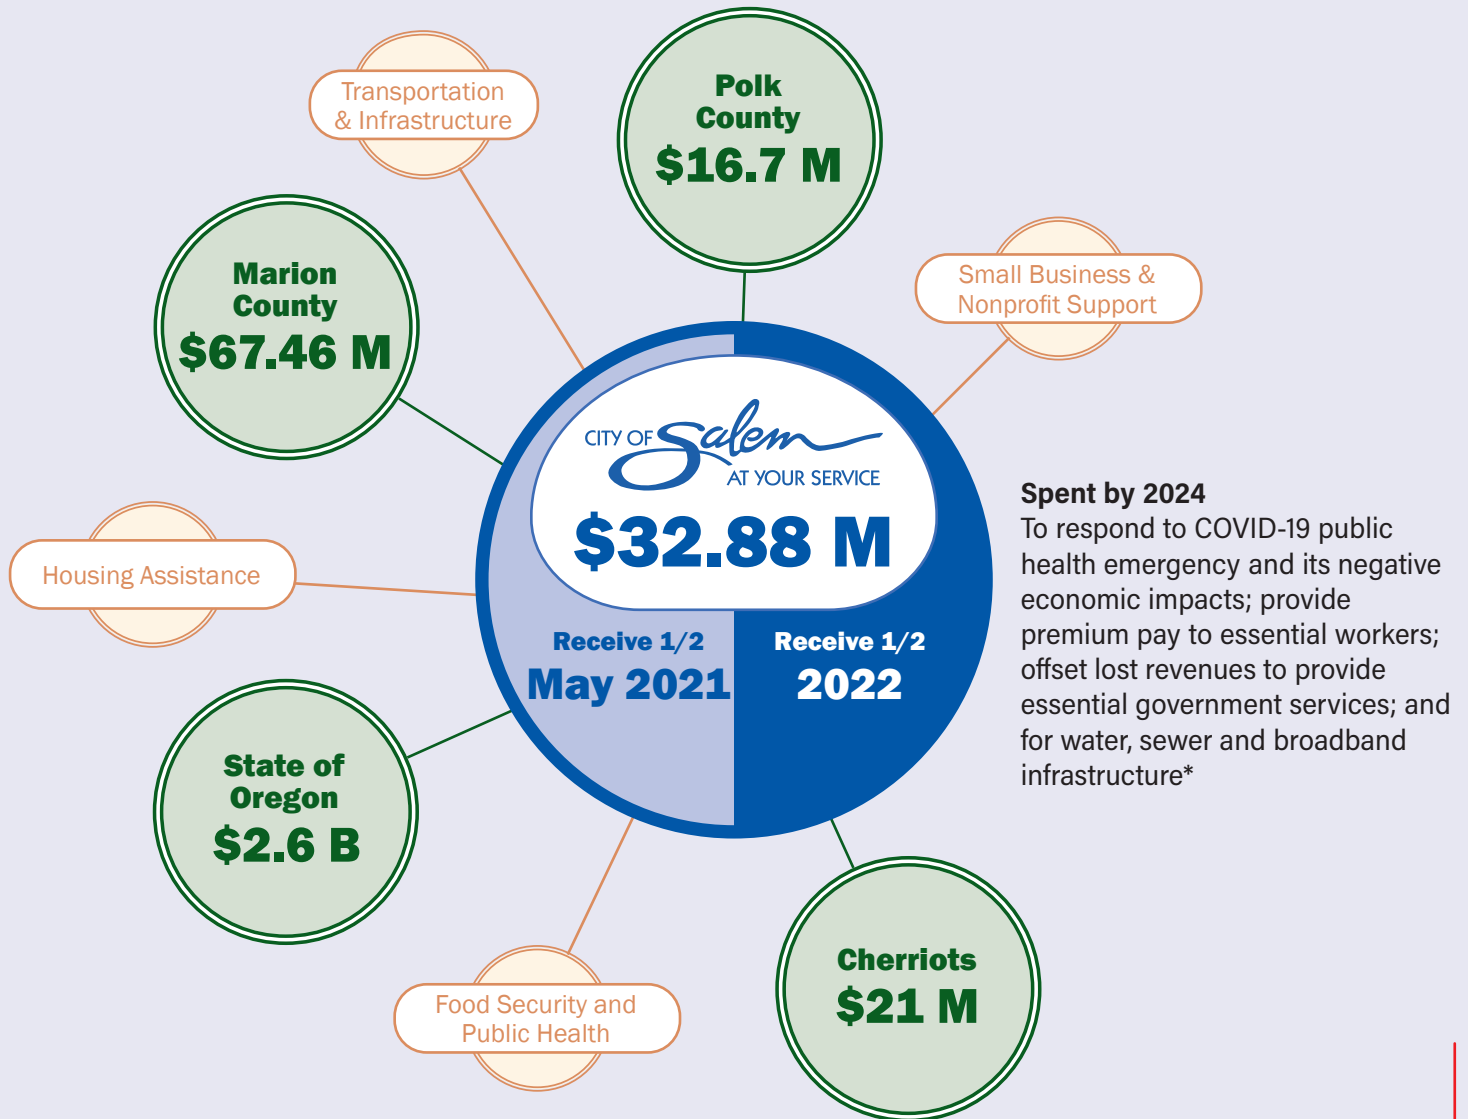 Transportation
& Infrastructure
Polk
County
$16.7 M
Marion
County
$67.46 M
Small Business &
Nonprofit Support
CITY OF Salem
AT YOUR SERVICE
$32.88 M
Receive 1/2
May 2021
Receive 1/2
2022
Spent by 2024
To respond to COVID-19 public
health emergency and its negative
economic impacts; provide
premium pay to essential workers;
offset lost revenues to provide
essential government services; and
for water, sewer and broadband
infrastructure*
Housing Assistance
State of
Oregon
$2.6 B
Food Security and
Public Health
Cherriots
$21 M